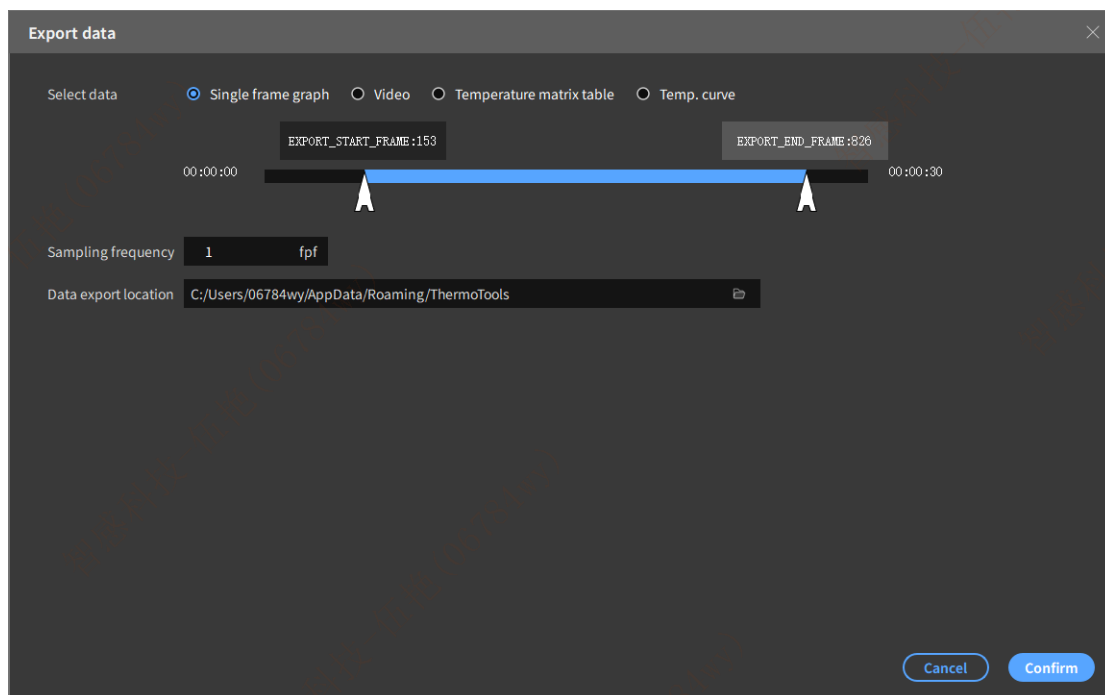 Export data
Select data Single frame graph Video Temperature matrix table Temp. curve
EXPORT_START_FRAME:153 EXPORT_END_FRAME:826
00:00:00 00:00:30
Sampling frequency 1 fpf
Data export location C:/Users/06784wy/AppData/Roaming/ThermoTools
Cancel Confirm